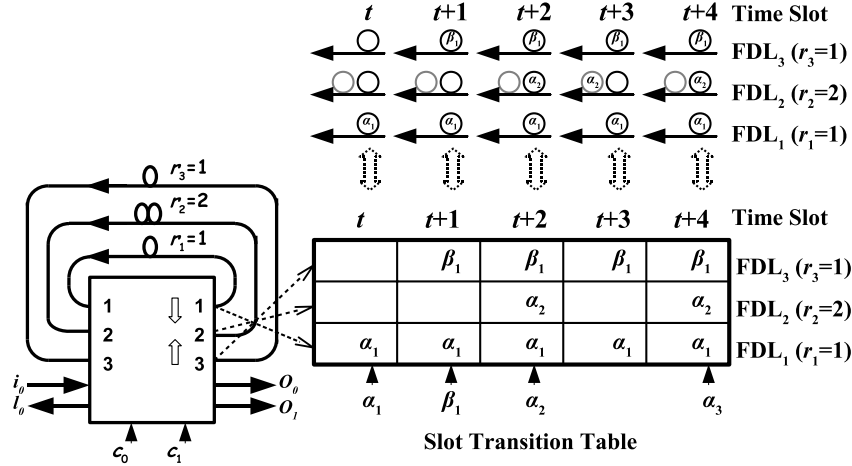 t t+1 t+2 t+3 t+4 Time Slot
β1 β1 β1 β1 FDL3 (r3=1)
α2 α2 α2 FDL2 (r2=2)
α1 α1 α1 α1 α1 FDL1 (r1=1)
r3=1
r2=2
r1=1
t t+1 t+2 t+3 t+4 Time Slot
β1 β1 β1 β1 FDL3 (r3=1)
α2 α2 FDL2 (r2=2)
α1 α1 α1 α1 α1 FDL1 (r1=1)
1 1
2 2
3 3
i0 O0
l0 O1
c0 c1
α1 β1 α2 α3
Slot Transition Table